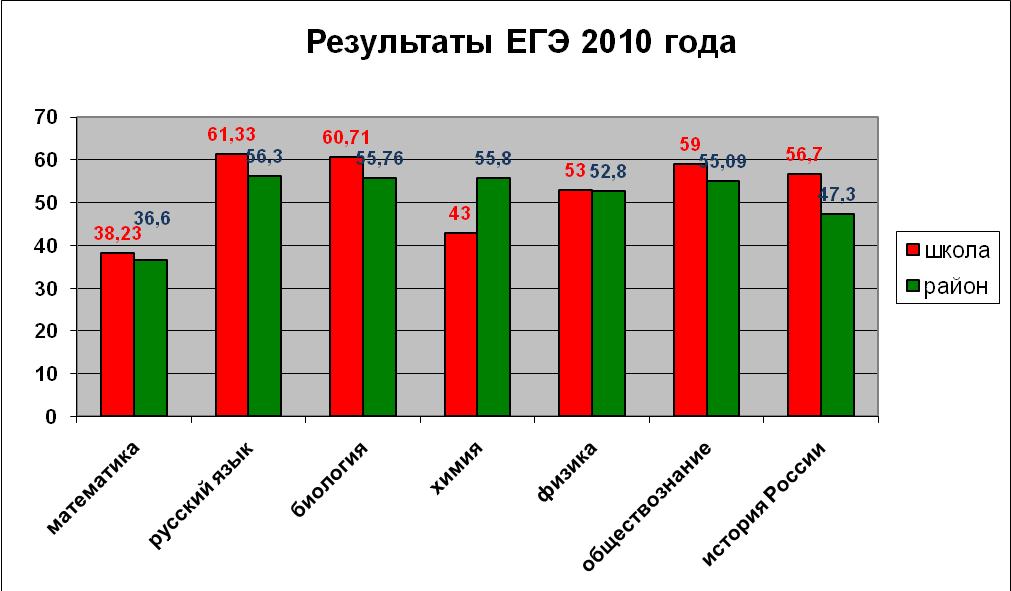 Результаты ЕГЭ 2010 года
70
60
50
40
30
20
10
0
38,23
36,6
61,33
56,3
60,71
55,76
43
55,8
53
52,8
59
55,09
56,7
47,3
математика
русский язык
биология
химия
физика
обществознание
история России
школа
район